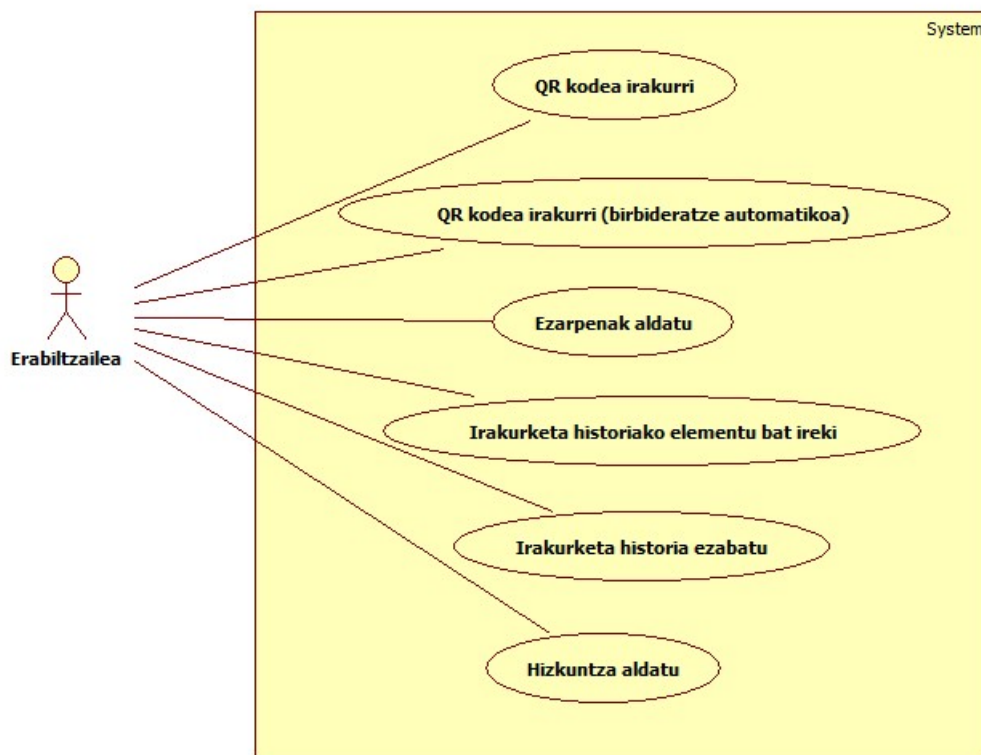 System
QR kodea irakurri
QR kodea irakurri (birbideratze automatikoa)
Ezarpenak aldatu
Erabiltzailea
Irakurketa historiako elementu bat ireki
Irakurketa historia ezabatu
Hizkuntza aldatu